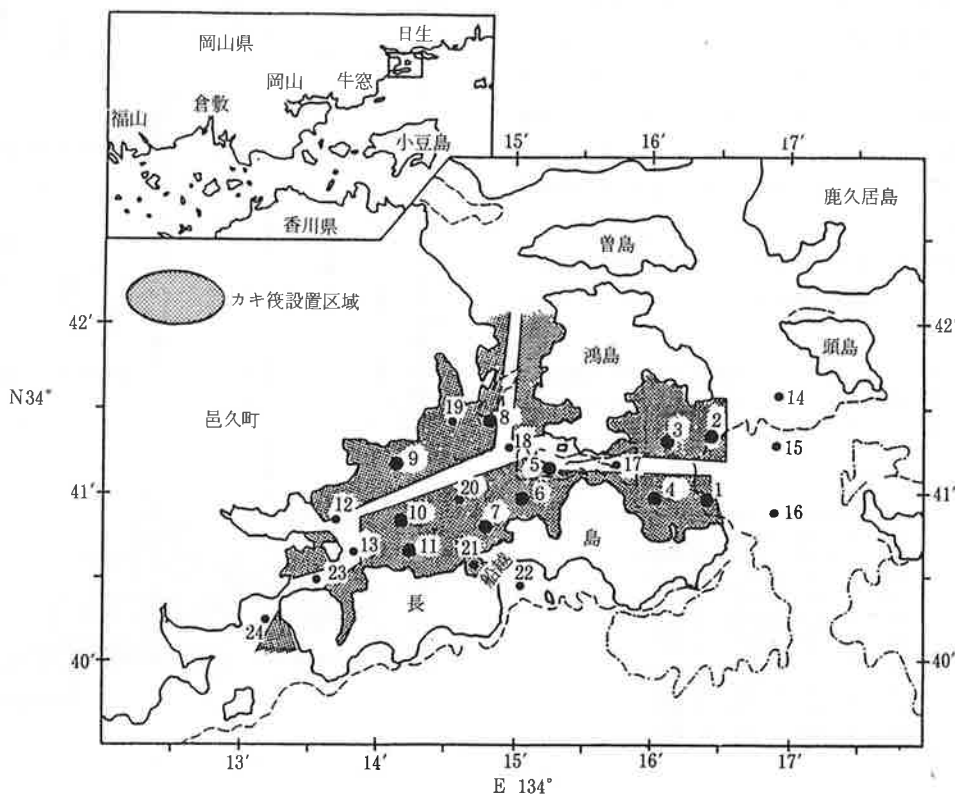 岡山県
日生
岡山
牛窓
倉敷
福山
小豆島
香川県
15′
16′
17′
鹿久居島
曽島
カキ筏設置区域
42′
42′
鴻島
頭島
N34°
邑久町
14
19
8
3
2
18
15
9
5
17
41′
41′
20
6
4
1
12
10
7
16
13
11
21
島
23
船越
22
長
24
40′
40′
13′
14′
15′
16′
17′
E 134°